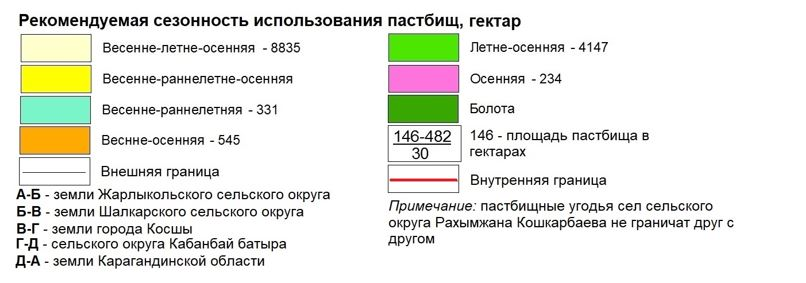 Рекомендуемая сезонность использования пастбищ, гектар
Весенне-летне-осенняя - 8835
Весенне-раннелетне-осенняя
Весенне-раннелетняя - 331
Веснне-осенняя - 545
Внешняя граница
А-Б - земли Жарлыкольского сельского округа
Б-В - земли Шалкарского сельского округа
В-Г - земли города Косшы
Г-Д - сельского округа Кабанбай батыра
Д-А - земли Карагандинской области
Летне-осенняя - 4147
Осенняя - 234
Болота
146-482
30
146 - площадь пастбища в
гектарах
Внутренняя граница
Примечание: пастбищные угодья сел сельского
округа Рахымжана Кошкарбаева не граничат друг с
другом